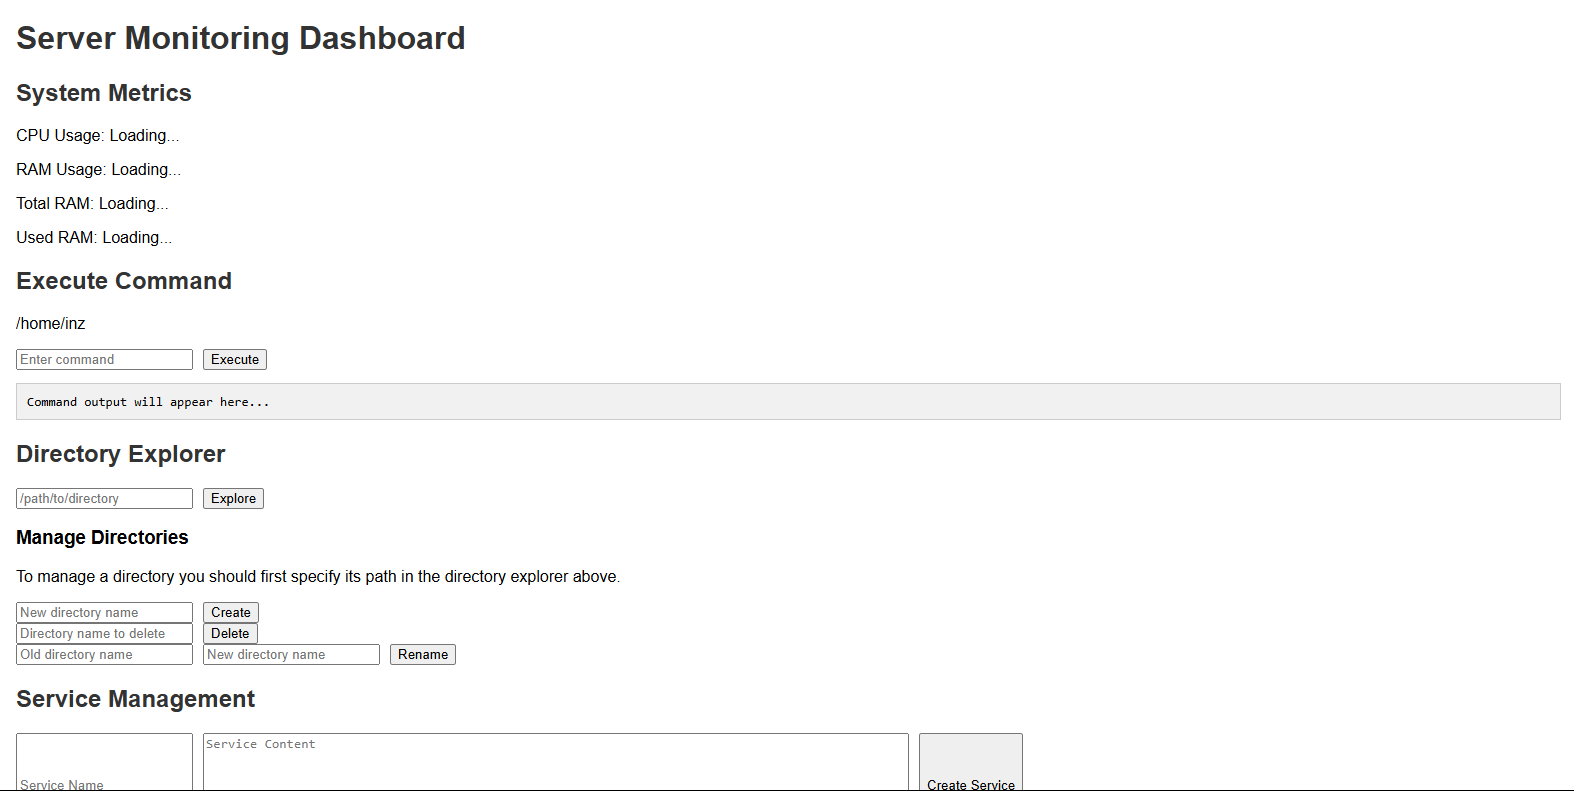 Server Monitoring Dashboard
System Metrics
CPU Usage: Loading...
RAM Usage: Loading...
Total RAM: Loading...
Used RAM: Loading...
Execute Command
/home/inz
Enter command Execute
Command output will appear here...
Directory Explorer
/path/to/directory Explore
Manage Directories
To manage a directory you should first specify its path in the directory explorer above.
New directory name Create
Directory name to delete Delete
Old directory name New directory name Rename
Service Management
Service Content
Service Name Create Service